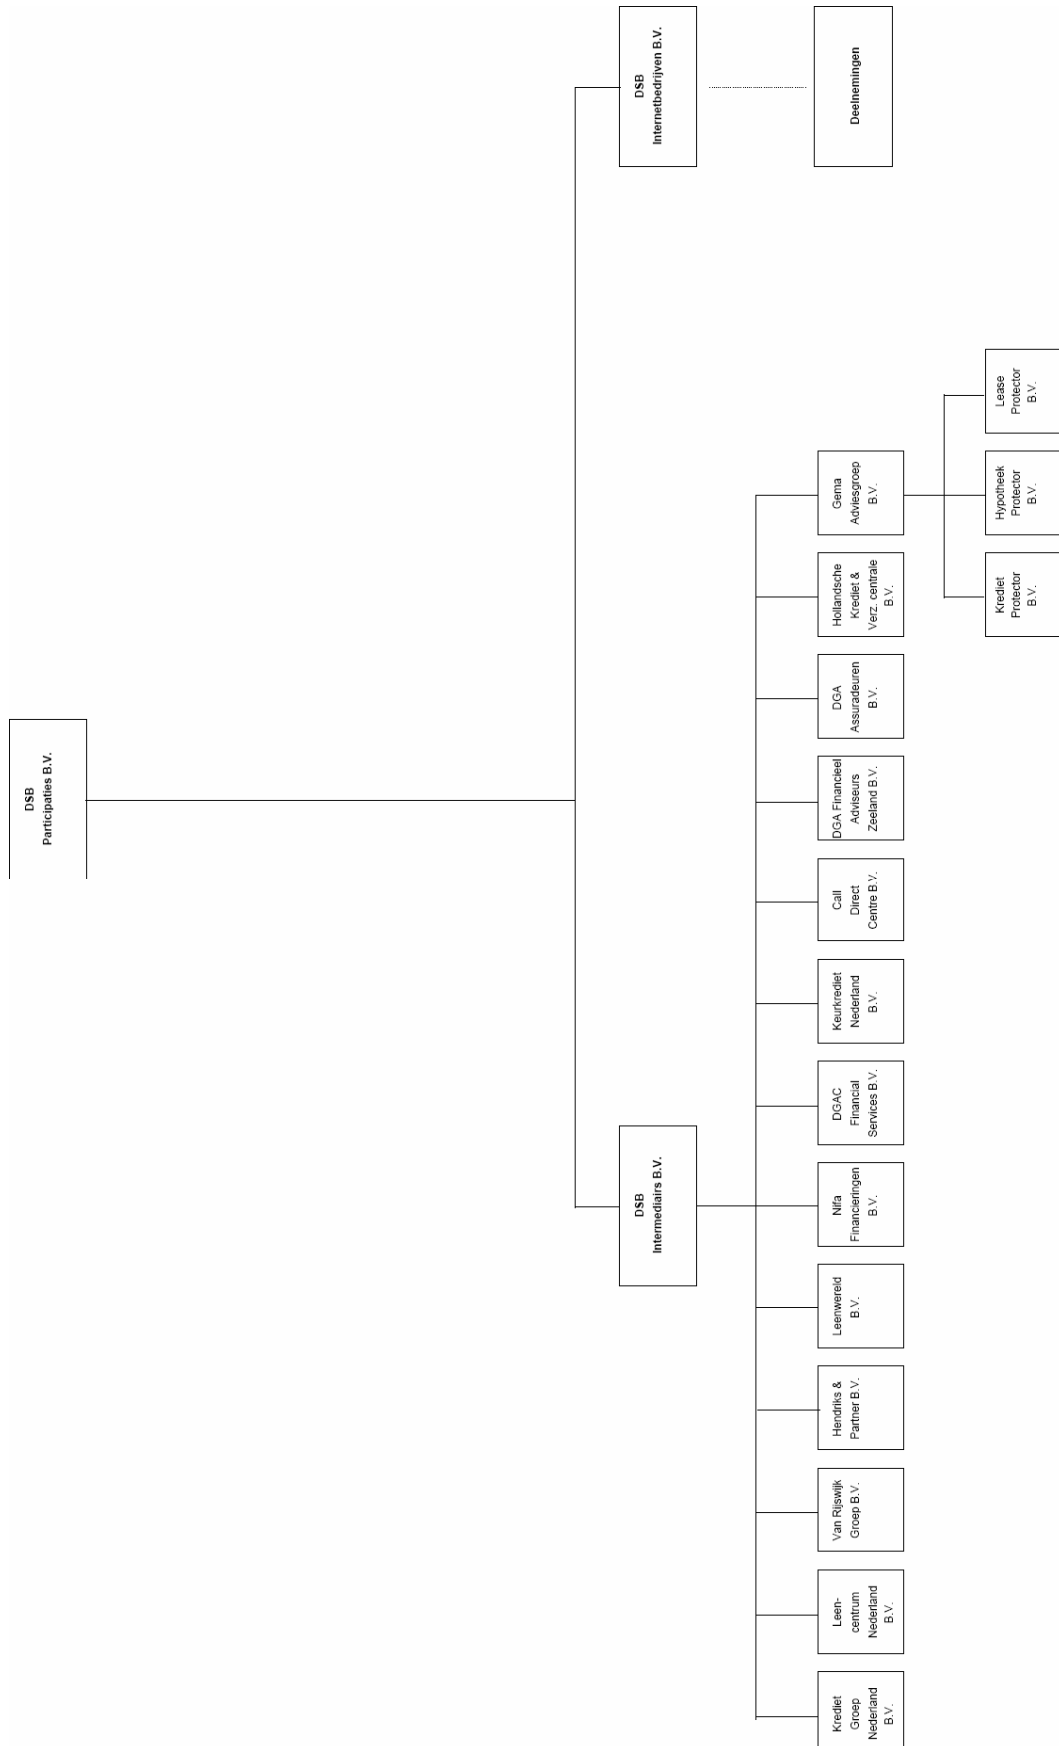 DSB
Participaties B.V.
DSB
Intermediairs B.V.
DSB
Internetbedrijven B.V.
Krediet
Groep
Nederland
B.V.
Leen-
centrum
Nederland
B.V.
Van Rijswijk
Groep B.V.
Hendriks &
Partner B.V.
Leenwereld
B.V.
Nifa
Financieringen
B.V.
DGAC
Financial
Services B.V.
Keurkrediet
Nederland
B.V.
Call
Direct
Centre B.V.
DGA Financieel
Adviseurs
Zeeland B.V.
DGA
Assuradeuren
B.V.
Hollandsche
Krediet &
Verz. centrale
B.V.
Gema
Adviesgroep
B.V.
Deelnemingen
Krediet
Protector
B.V.
Hypotheek
Protector
B.V.
Lease
Protector
B.V.